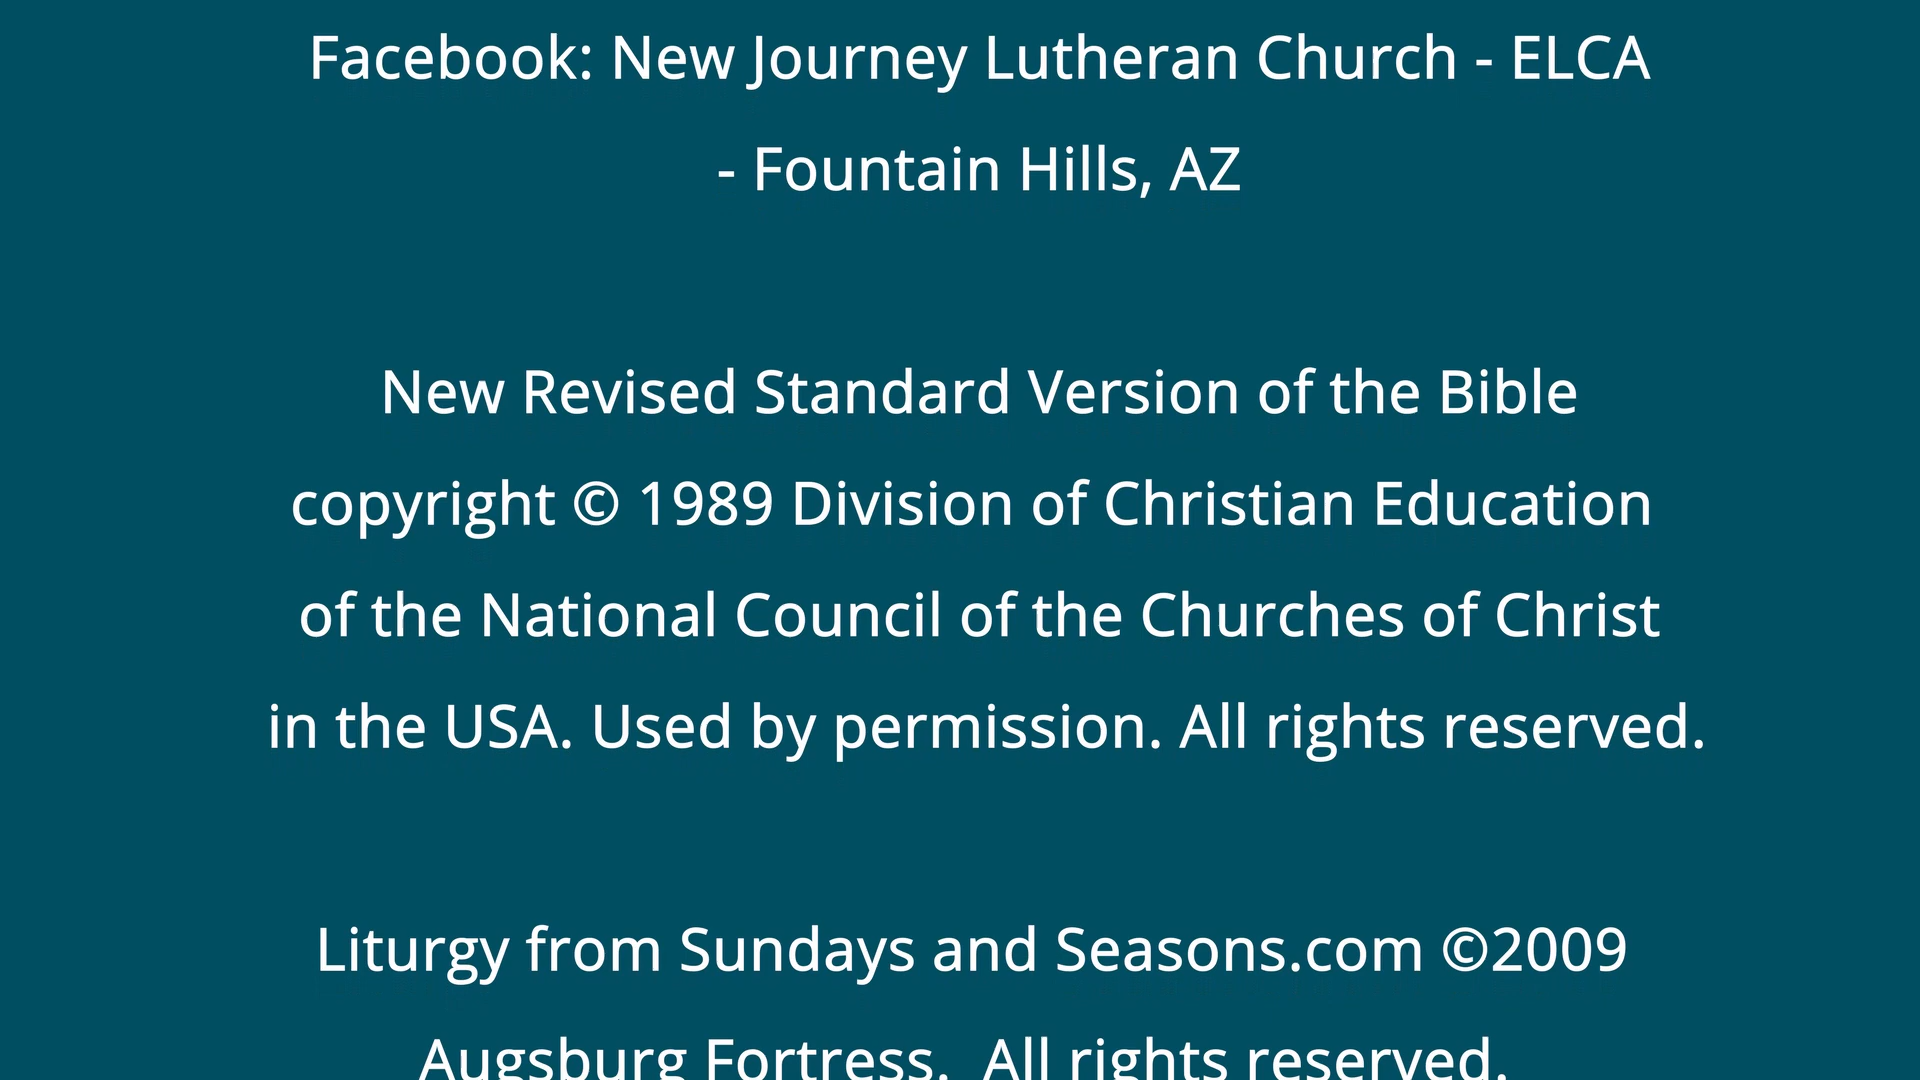 Facebook: New Journey Lutheran Church - ELCA
- Fountain Hills, AZ
New Revised Standard Version of the Bible
copyright © 1989 Division of Christian Education
of the National Council of the Churches of Christ
in the USA. Used by permission. All rights reserved.
Liturgy from Sundays and Seasons.com ©2009
Augsburg Fortress.  All rights reserved.